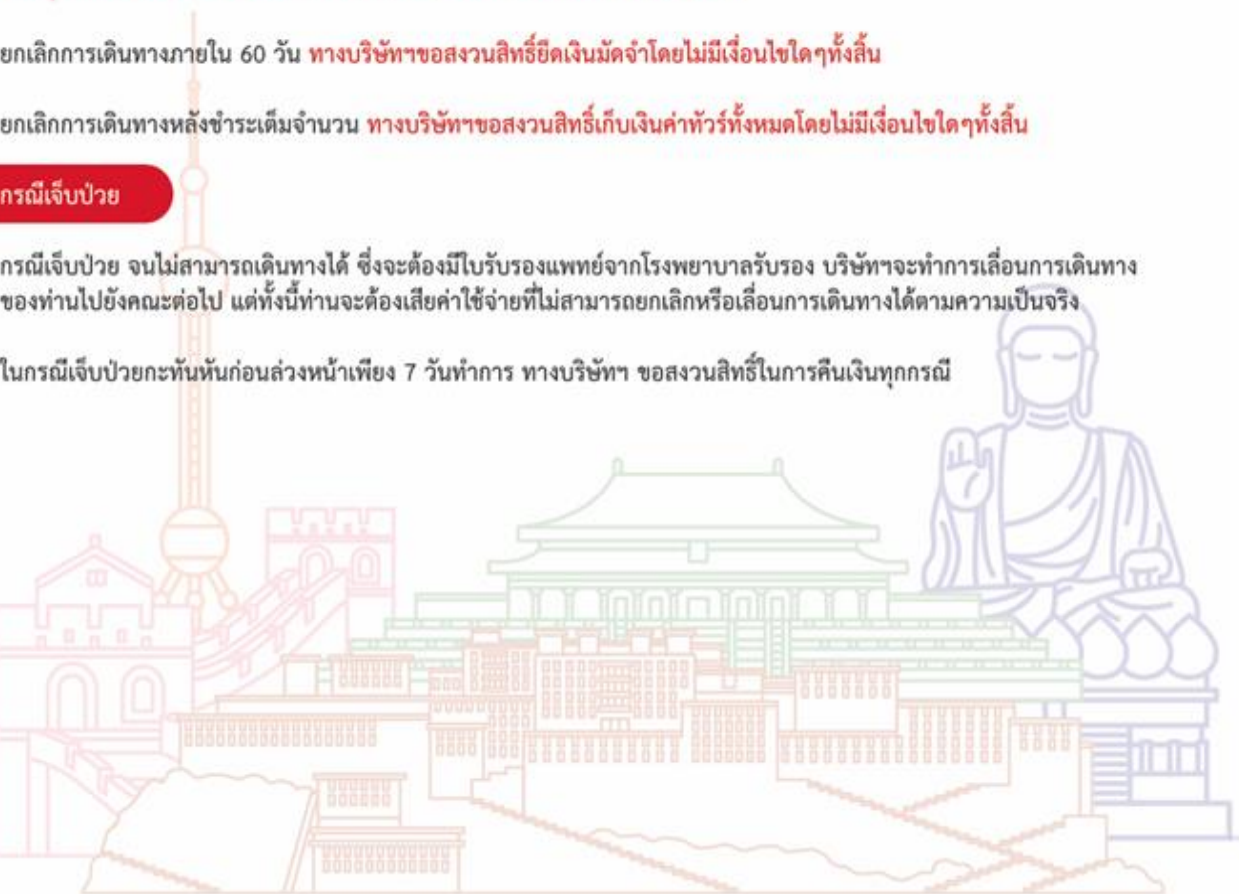 ยกเลิกการเดินทางภายใน 60 วัน ทางบริษัทฯขอสงวนสิทธิ์ยึดเงินมัดจำโดยไม่มีเงื่อนไขใดๆทั้งสิ้น
ยกเลิกการเดินทางหลังชำระเต็มจำนวน ทางบริษัทฯขอสงวนสิทธิ์เก็บเงินค่าทัวร์ทั้งหมดโดยไม่มีเงื่อนไขใดๆทั้งสิ้น
กรณีเจ็บป่วย
กรณีเจ็บป่วย จนไม่สามารถเดินทางได้ ซึ่งจะต้องมีใบรับรองแพทย์จากโรงพยาบาลรับรอง บริษัทฯจะทำการเลื่อนการเดินทาง
ของท่านไปยังคณะต่อไป แต่ทั้งนี้ท่านจะต้องเสียค่าใช้จ่ายที่ไม่สามารถยกเลิกหรือเลื่อนการเดินทางได้ตามความเป็นจริง
ในกรณีเจ็บป่วยกะทันหันก่อนล่วงหน้าเพียง 7 วันทำการ ทางบริษัทฯ ขอสงวนสิทธิ์ในการคืนเงินทุกกรณี